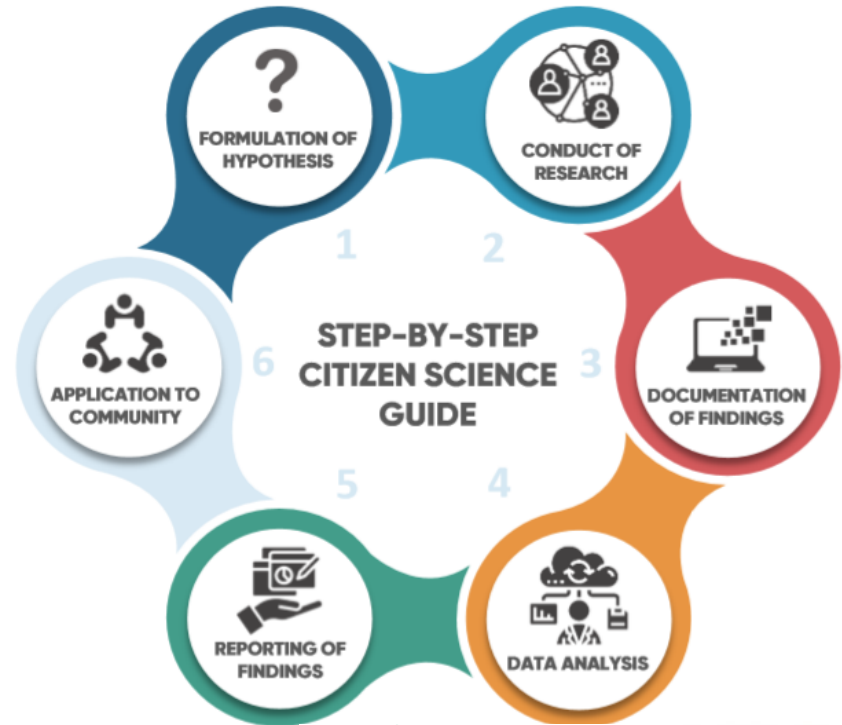 FORMULATION OF
HYPOTHESIS
1
CONDUCT OF
RESEARCH
2
STEP-BY-STEP
CITIZEN SCIENCE
GUIDE
3
DOCUMENTATION
OF FINDINGS
4
DATA ANALYSIS
5
REPORTING OF
FINDINGS
6
APPLICATION TO
COMMUNITY
?